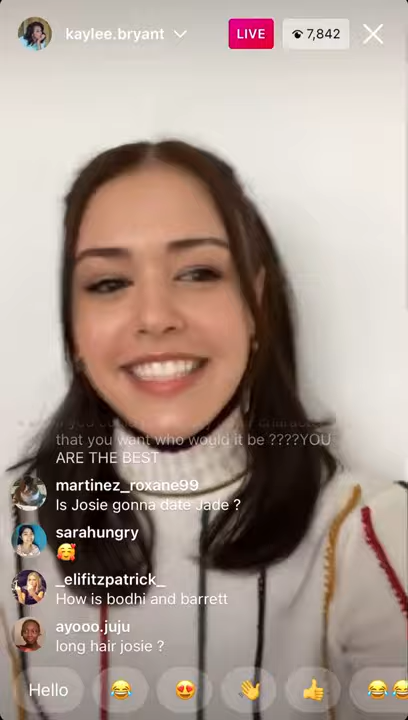 kaylee.bryant
LIVE
7,842
that you want who would it be ????YOU
ARE THE BEST
martinez_roxane99
Is Josie gonna date Jade ?
sarahungry
🥰
_elifitzpatrick_
How is bodhi and barrett
ayooo.juju
long hair josie ?
Hello 😂 😍 👋 👍 😂😂